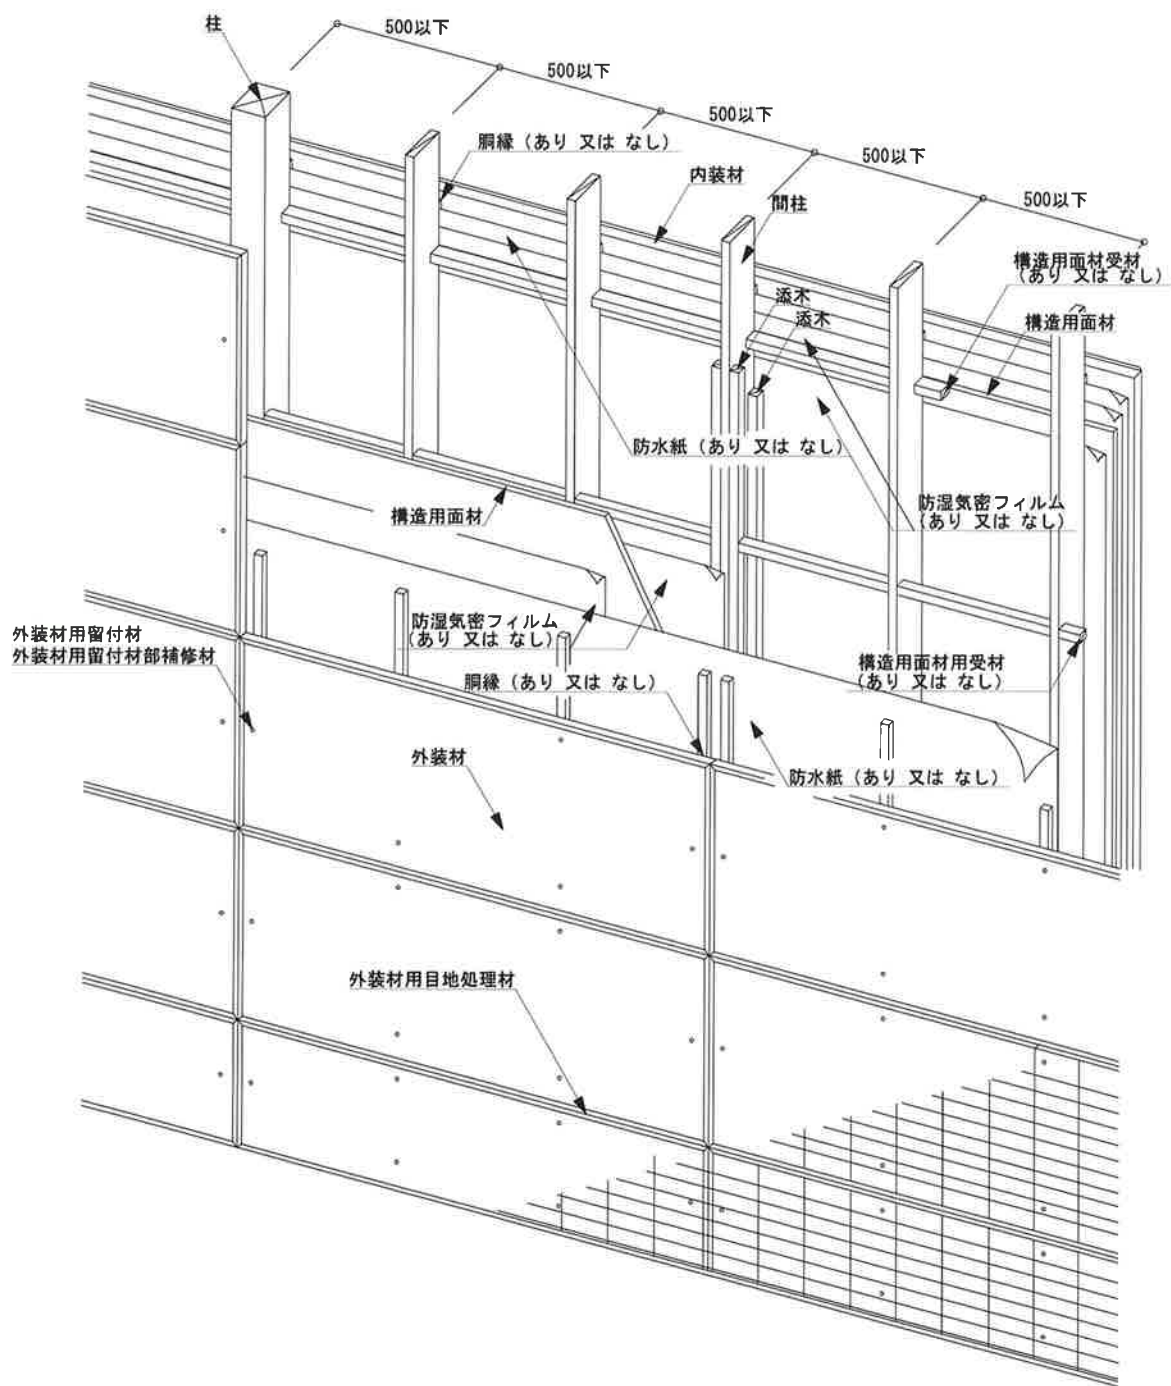 柱
500以下
500以下
500以下
500以下
500以下
胴縁（あり 又は なし）
内装材
間柱
構造用面材受材
（あり 又は なし）
添木
添木
構造用面材
防水紙（あり 又は なし）
防湿気密フィルム
（あり 又は なし）
構造用面材
防湿気密フィルム
（あり 又は なし）
外装材用留付材
外装材用留付材部補修材
構造用面材用受材
（あり 又は なし）
胴縁（あり 又は なし）
外装材
防水紙（あり 又は なし）
外装材用目地処理材